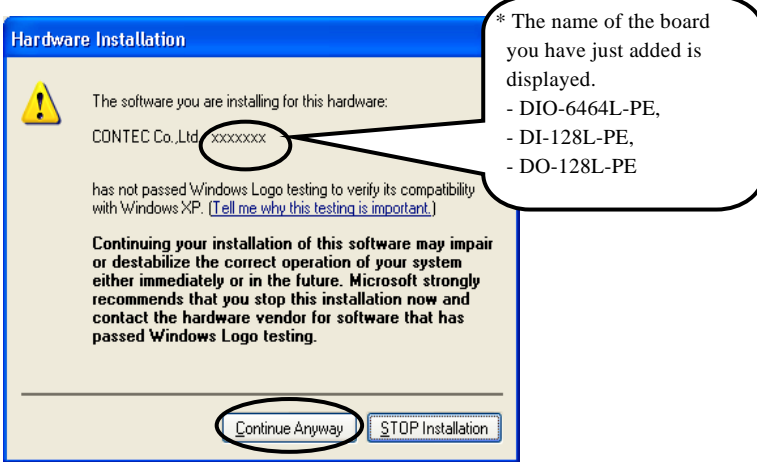 Hardware Installation
The software you are installing for this hardware:
CONTEC Co.,Ltd. xxxxxxx
has not passed Windows Logo testing to verify its compatibility
with Windows XP. (Tell me why this testing is important.)
Continuing your installation of this software may impair
or destabilize the correct operation of your system
either immediately or in the future. Microsoft strongly
recommends that you stop this installation now and
contact the hardware vendor for software that has
passed Windows Logo testing.
Continue Anyway
STOP Installation
* The name of the board
you have just added is
displayed.
- DIO-6464L-PE,
- DI-128L-PE,
- DO-128L-PE